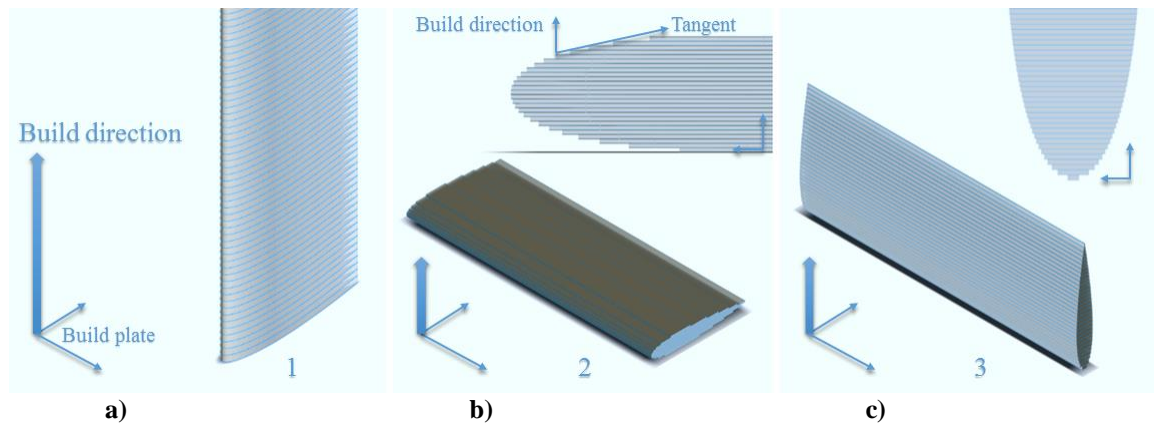 Build direction
Build plate
1
a)
Build direction
Tangent
2
b)
3
c)